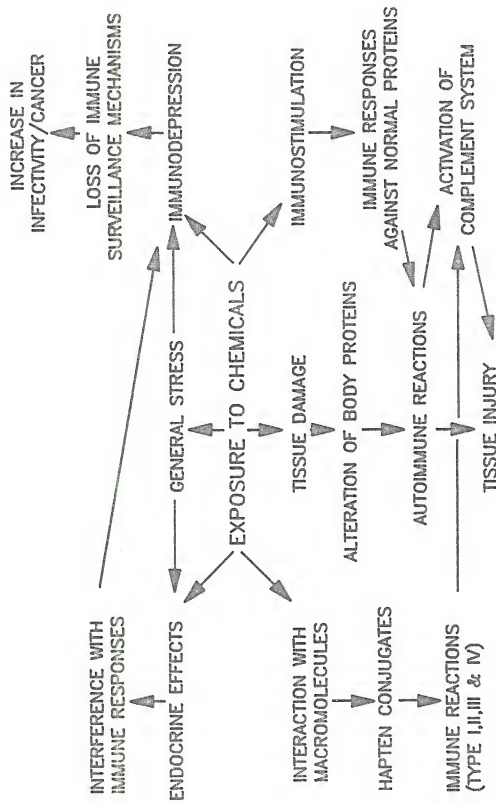 INCREASE IN
INFECTIVITY/CANCER
INTERFERENCE WITH
IMMUNE RESPONSES
LOSS OF IMMUNE
SURVEILLANCE MECHANISMS
ENDOCRINE EFFECTS
GENERAL STRESS
IMMUNODEPRESSION
EXPOSURE TO CHEMICALS
INTERACTION WITH
MACROMOLECULES
TISSUE DAMAGE
IMMUNOSTIMULATION
HAPTEN CONJUGATES
ALTERATION OF BODY PROTEINS
IMMUNE RESPONSES
AGAINST NORMAL PROTEINS
IMMUNE REACTIONS
(TYPE I,II,III & IV)
AUTOIMMUNE REACTIONS
ACTIVATION OF
COMPLEMENT SYSTEM
TISSUE INJURY